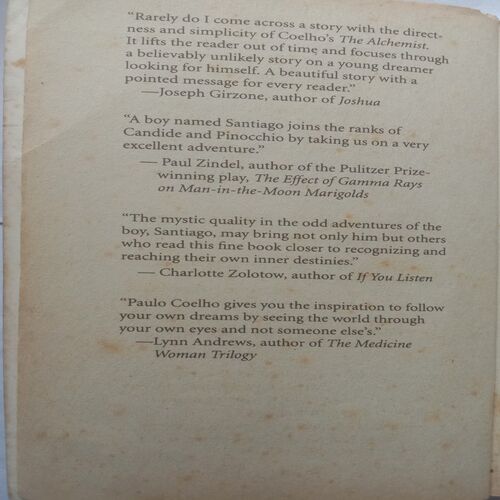 “Rarely do I come across a story with the direct-
ness and simplicity of Coelho’s The Alchemist.
It lifts the reader out of time and focuses through
a believably unlikely story on a young dreamer
looking for himself. A beautiful story with a
pointed message for every reader.”
—Joseph Girzone, author of Joshua
“A boy named Santiago joins the ranks of
Candide and Pinocchio by taking us on a very
excellent adventure.”
— Paul Zindel, author of the Pulitzer Prize-
winning play, The Effect of Gamma Rays
on Man-in-the-Moon Marigolds
“The mystic quality in the odd adventures of the
boy, Santiago, may bring not only him but others
who read this fine book closer to recognizing and
reaching their own inner destinies.”
— Charlotte Zolotow, author of If You Listen
“Paulo Coelho gives you the inspiration to follow
your own dreams by seeing the world through
your own eyes and not someone else’s.”
—Lynn Andrews, author of The Medicine
Woman Trilogy